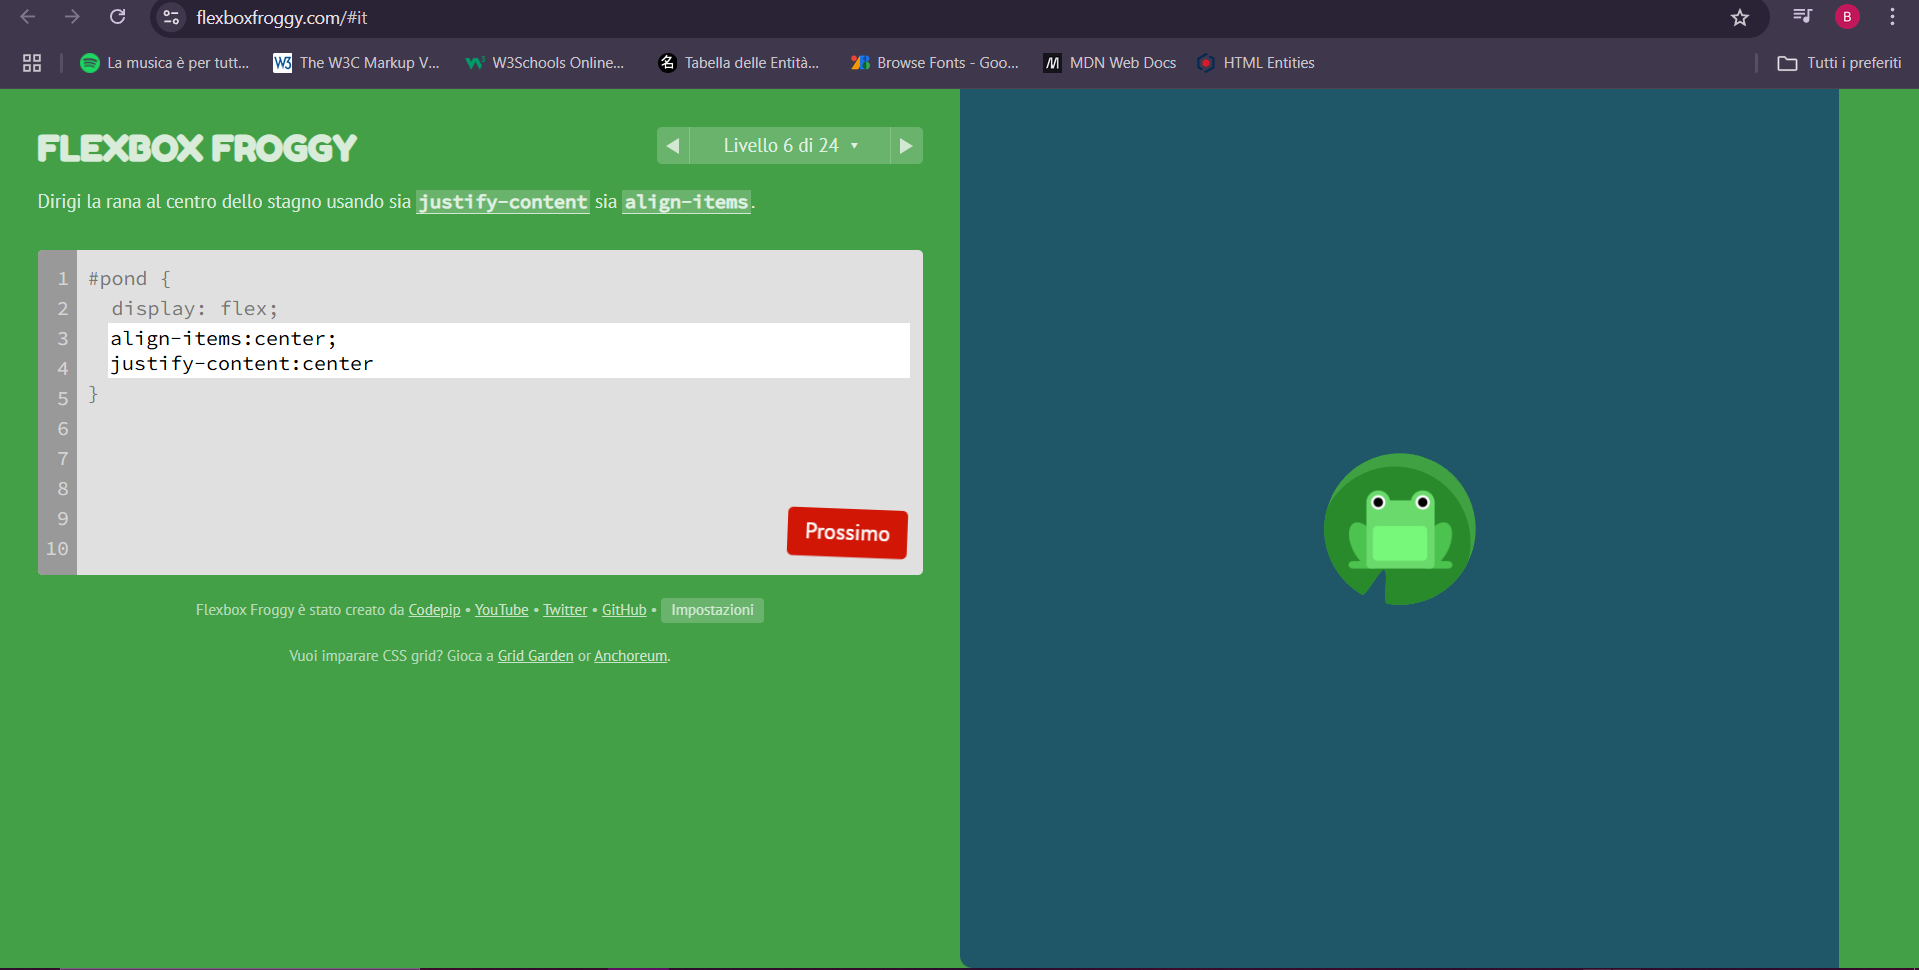 flexboxfroggy.com/#it
B
La musica è per tutt...
The W3C Markup V...
W3Schools Online...
Tabella delle Entità...
Browse Fonts - Goo...
MDN Web Docs
HTML Entities
Tutti i preferiti
FLEXBOX FROGGY
Livello 6 di 24
Dirigi la rana al centro dello stagno usando sia justify-content sia align-items.
1 #pond {
2 display: flex;
3 align-items:center;
4 justify-content:center
5 }
6
7
8
9
10
Prossimo
Flexbox Froggy è stato creato da Codepip • YouTube • Twitter • GitHub • Impostazioni
Vuoi imparare CSS grid? Gioca a Grid Garden or Anchoreum.